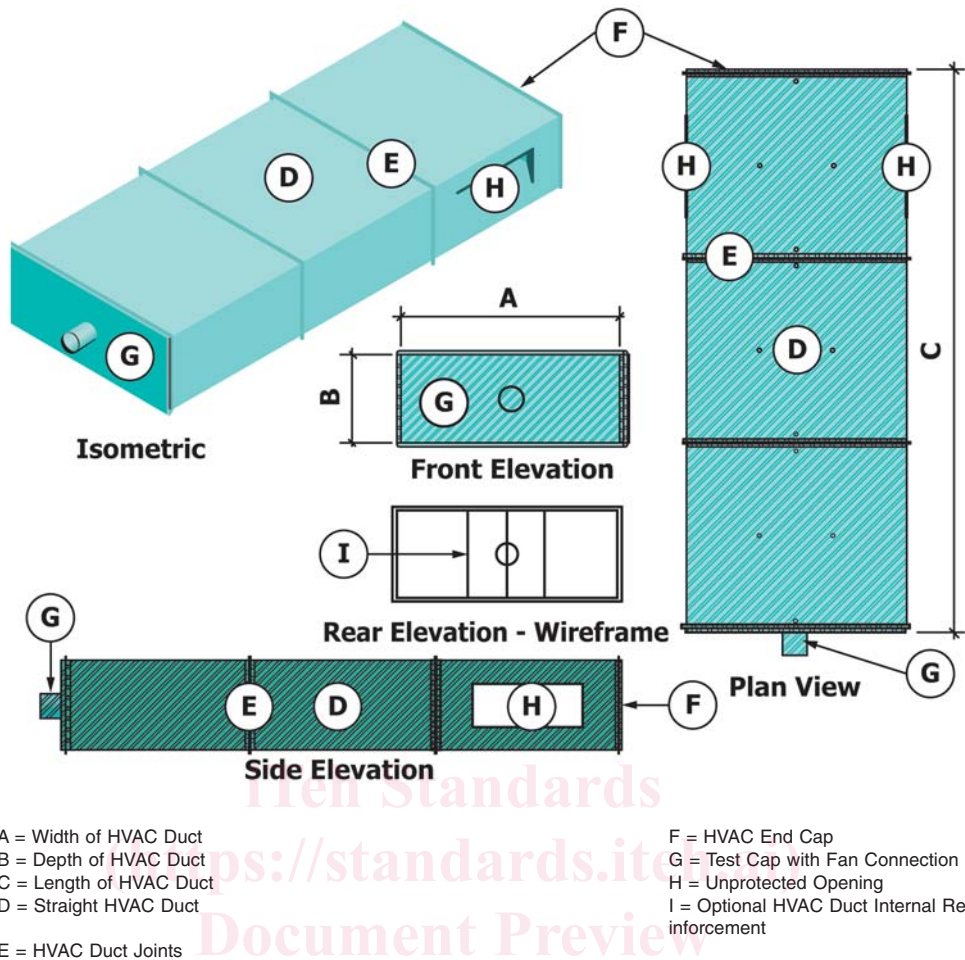 F
D
E
H
H
H
E
A
D
C
G
B
G
Isometric
Front Elevation
I
G
Rear Elevation - Wireframe
G
Plan View
E
D
H
F
Side Elevation
iTeh Standards
(https://standards.iteh.ai)
Document Preview
A = Width of HVAC Duct
B = Depth of HVAC Duct
C = Length of HVAC Duct
D = Straight HVAC Duct
E = HVAC Duct Joints
F = HVAC End Cap
G = Test Cap with Fan Connection
H = Unprotected Opening
I = Optional HVAC Duct Internal Re
inforcement